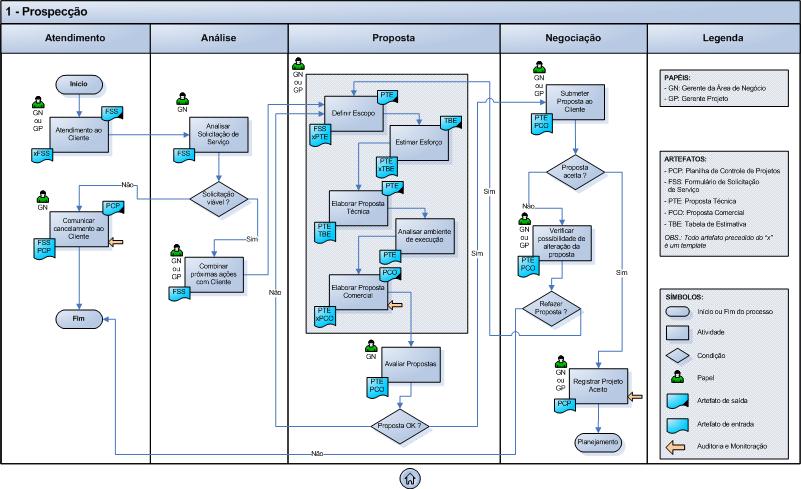 1 - Prospecção
Atendimento
Análise
Proposta
Negociação
Legenda
Início
GN
ou
GP
FSS
Atendimento ao
Cliente
xFSS
Não
GN
PCP
Comunicar
cancelamento ao
Cliente
FSS
PCP
Fim
GN
Analisar
Solicitação de
Serviço
FSS
Solicitação
viável ?
Sim
GN
ou
GP
Combinar
próximas ações
com Cliente
FSS
Não
GN
ou
GP
PTE
Definir Escopo
FSS
xPTE
TBE
Estimar Esforço
PTE
xTBE
PTE
Elaborar Proposta
Técnica
PTE
TBE
Analisar ambiente
de execução
PTE
PCO
Elaborar Proposta
Comercial
PTE
xPCO
GN
Avaliar Propostas
PTE
PCO
Proposta OK ?
Sim
Não
GN
ou
GP
Submeter
Proposta ao
Cliente
PTE
PCO
Proposta
aceita ?
Sim
Não
GN
ou
GP
Verificar
possibilidade de
alteração da
proposta
PTE
PCO
Sim
Refazer
Proposta ?
GN
ou
GP
Registrar Projeto
Aceito
PCP
Planejamento
PAPÉIS:
- GN: Gerente da Área de Negócio
- GP: Gerente Projeto
ARTEFATOS:
- PCP: Planilha de Controle de Projetos
- FSS: Formulário de Solicitação
de Serviço
- PTE: Proposta Técnica
- PCO: Proposta Comercial
- TBE: Tabela de Estimativa
OBS.: Todo artefato precedido do "x"
é um template
SÍMBOLOS:
Início ou Fim do processo
Atividade
Condição
Papel
Artefato de saída
Artefato de entrada
Auditoria e Monitoração